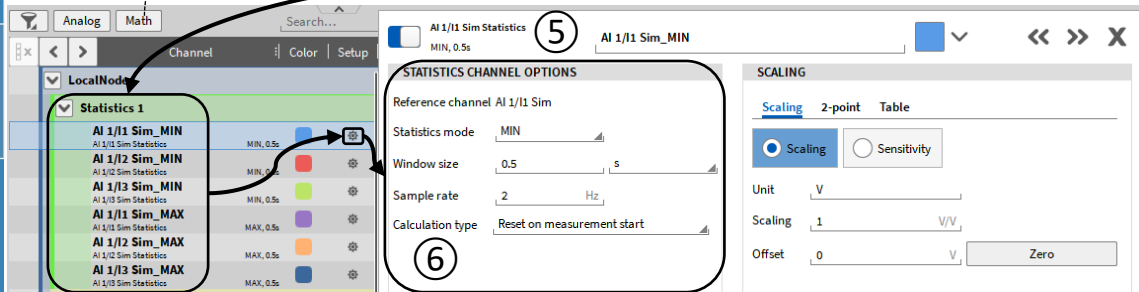 Analog Math Search...
Channel Color Setup
LocalNode
Statistics 1
AI 1/I1 Sim_MIN
AI 1/I1 Sim Statistics MIN, 0.5s
AI 1/I2 Sim_MIN
AI 1/I2 Sim Statistics MIN, 0.5s
AI 1/I3 Sim_MIN
AI 1/I3 Sim Statistics MIN, 0.5s
AI 1/I1 Sim_MAX
AI 1/I1 Sim Statistics MAX, 0.5s
AI 1/I2 Sim_MAX
AI 1/I2 Sim Statistics MAX, 0.5s
AI 1/I3 Sim_MAX
AI 1/I3 Sim Statistics MAX, 0.5s
AI 1/I1 Sim Statistics
MIN, 0.5s
5
AI 1/I1 Sim_MIN
X
STATISTICS CHANNEL OPTIONS
Reference channel AI 1/I1 Sim
Statistics mode MIN
Window size 0.5 s
Sample rate 2 Hz
Calculation type Reset on measurement start
6
SCALING
Scaling 2-point Table
Scaling Sensitivity
Unit V
Scaling 1 V/V
Offset 0 V Zero